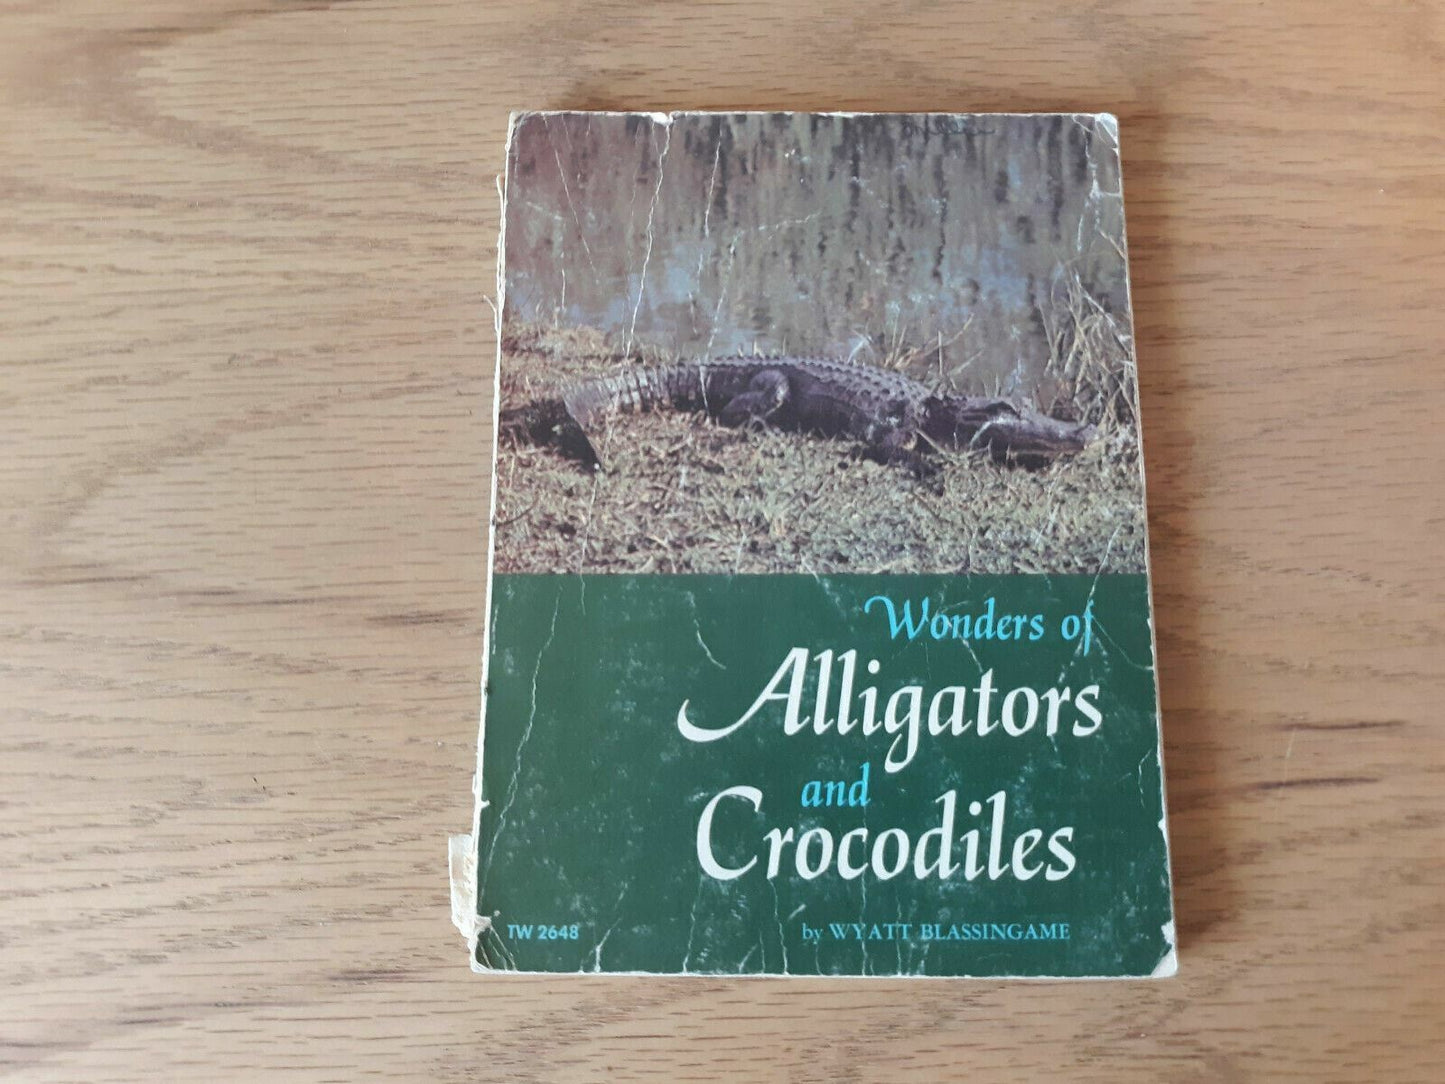 Wonders of
Alligators
and
Crocodiles
TW 2648
by WYATT BLASSINGAME